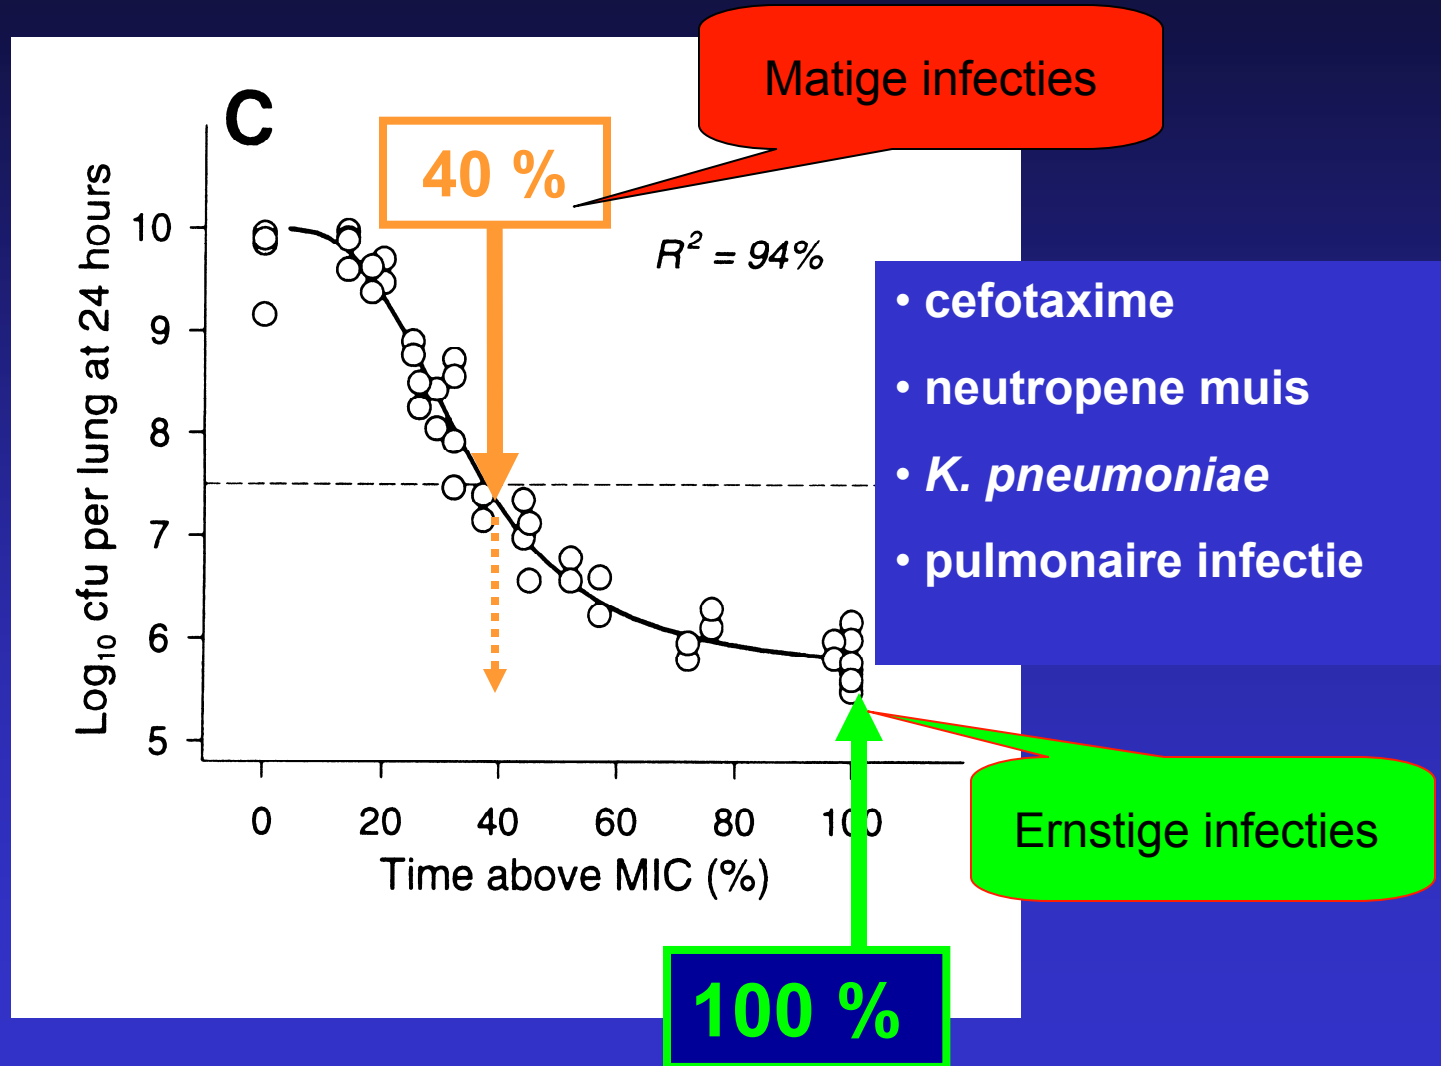 Matige infecties
C
40 %
R² = 94%
Log₁₀ cfu per lung at 24 hours
10
9
8
7
6
5
• cefotaxime
• neutropene muis
• K. pneumoniae
• pulmonaire infectie
0 20 40 60 80 100
Time above MIC (%)
Ernstige infecties
100 %